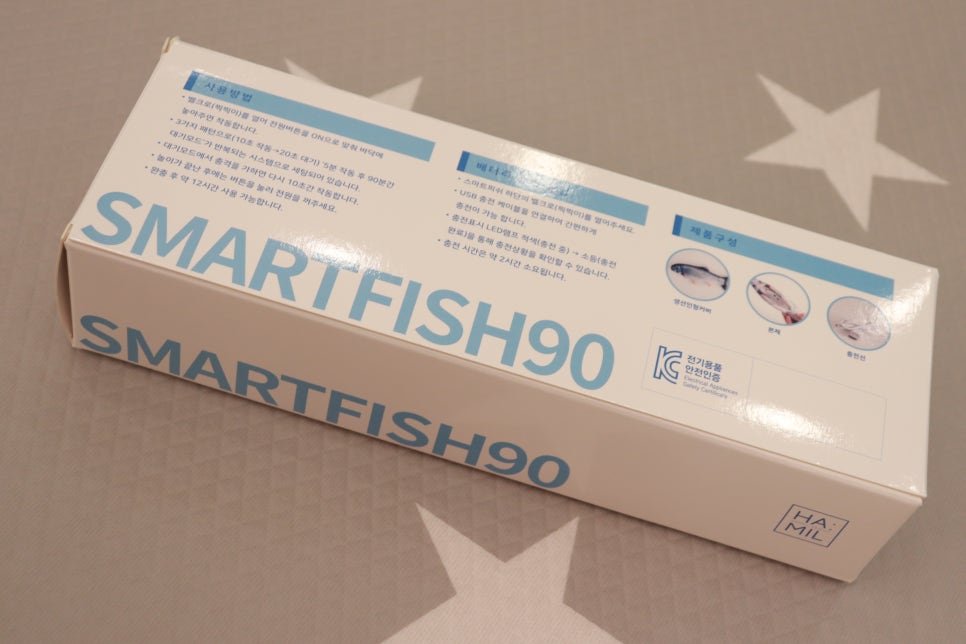 사용방법
• 벨크로(찍찍이)를 열어 전원버튼을 ON으로 맞춰 바닥에
놓아주면 작동합니다.
• 3가지 패턴으로(10초 작동→20초 대기) '5분 작동 후 90분간
대기모드'가 반복되는 시스템으로 세팅되어 있습니다.
• 대기모드에서 충격을 가하면 다시 10초간 작동합니다.
• 놀이가 끝난 후에는 버튼을 눌러 전원을 꺼주세요.
• 완충 후 약 12시간 사용 가능합니다.
• 스마트피쉬 하단의 벨크로(찍찍이)를 열어주세요.
• USB 충전 케이블을 연결하여 간편하게
충전이 가능 합니다.
• 충전표시 LED램프 적색(충전 중) → 소등(충전
완료)을 통해 충전상황을 확인할 수 있습니다.
• 충전 시간은 약 2시간 소요됩니다.
제품구성
생선인형커버
본체
충전선
SMARTFISH90
전기용품
안전인증
Electrical Appliances
Safety Certificate
SMARTFISH90
HA:
MIL